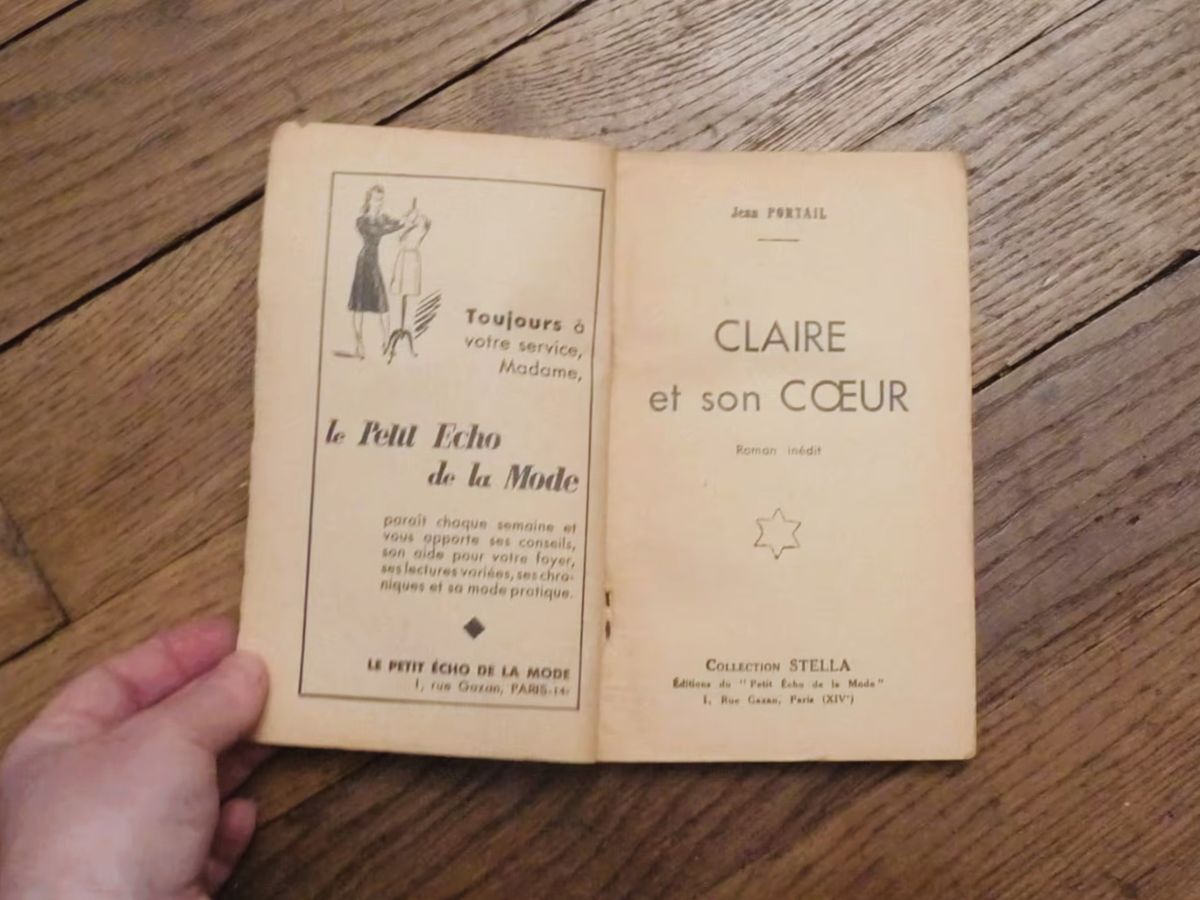 Toujours à
votre service,
Madame,
le Petit Echo
de la Mode
paraît chaque semaine et
vous apporte ses conseils,
son aide pour votre foyer,
ses lectures variées, ses chro-
niques et sa mode pratique.
LE PETIT ÉCHO DE LA MODE
1, rue Gazan, PARIS-14e
Jean PORTAIL
CLAIRE
et son CŒUR
Roman inédit
COLLECTION STELLA
Éditions du "Petit Écho de la Mode"
1, Rue Gazan, Paris (XIVe)